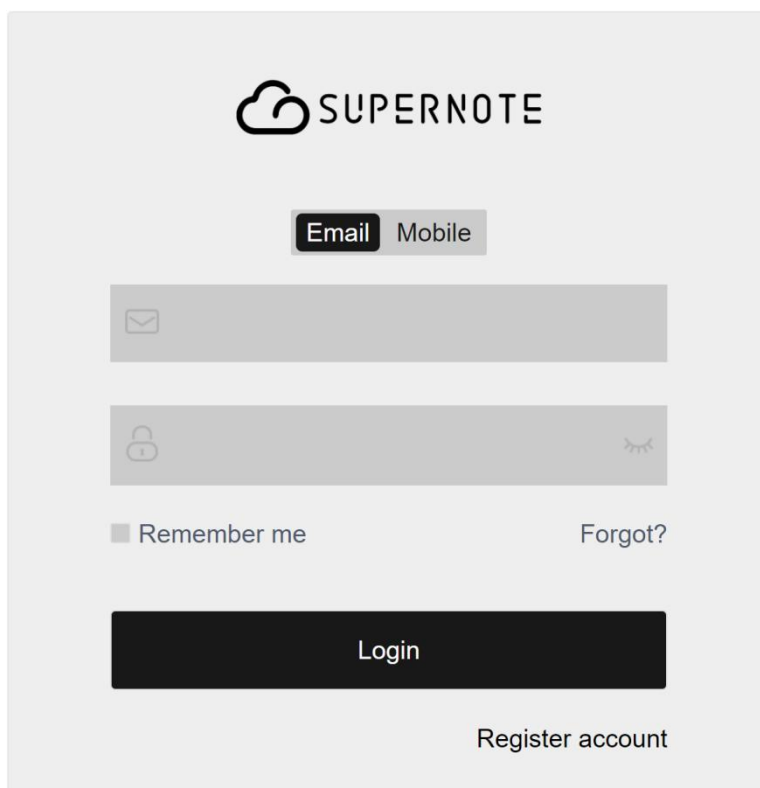 SUPERNOTE
Email Mobile
Remember me Forgot?
Login
Register account